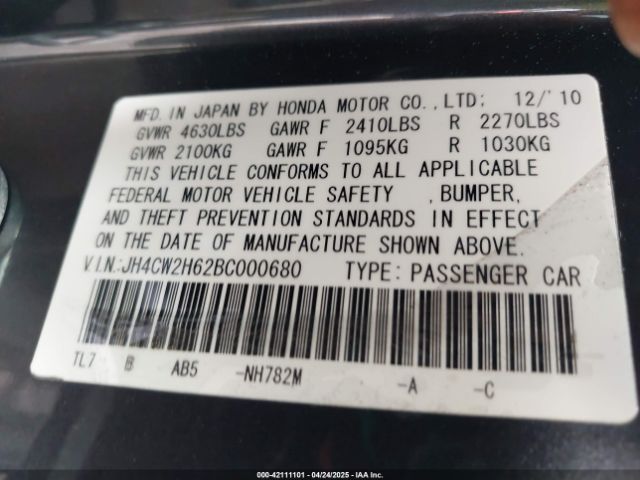 MFD. IN JAPAN BY HONDA MOTOR CO., LTD; 12/'10
GVWR 4630LBS GAWR F 2410LBS R 2270LBS
GVWR 2100KG GAWR F 1095KG R 1030KG
THIS VEHICLE CONFORMS TO ALL APPLICABLE
FEDERAL MOTOR VEHICLE SAFETY , BUMPER,
AND THEFT PREVENTION STANDARDS IN EFFECT
ON THE DATE OF MANUFACTURE SHOWN ABOVE.
V.I.N.:JH4CW2H62BC000680 TYPE: PASSENGER CAR
TL7 B AB5 -NH782M -A -C
000-42111101 | 04/24/2025 | IAA Inc.